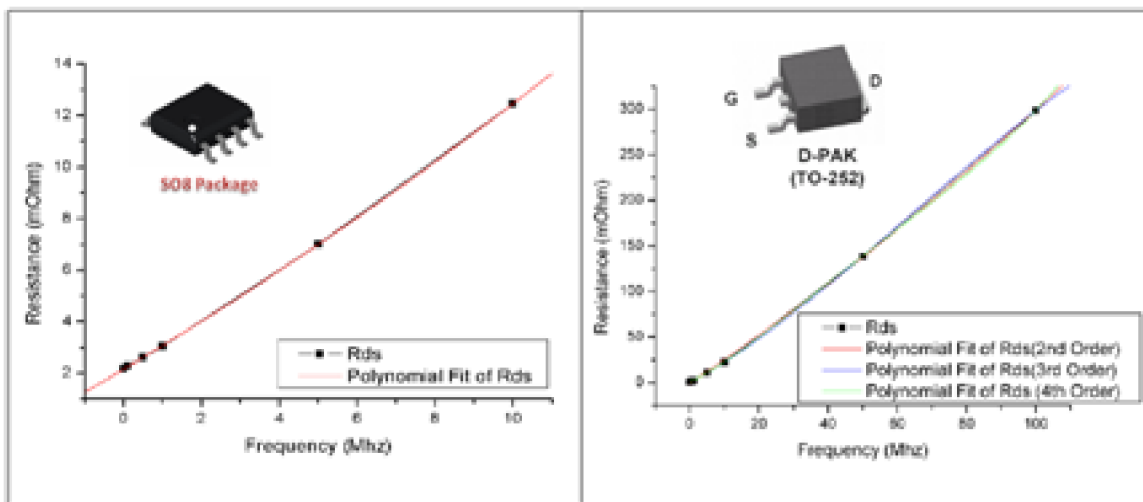 14
12
10
8
6
4
2
0
2
4
6
8
10
Resistance (mOhm)
Frequency (Mhz)
SO8 Package
Rds
Polynomial Fit of Rds
300
250
200
150
100
50
0
0
20
40
60
80
100
Resistance (mOhm)
Frequency (Mhz)
G
D
S
D-PAK
(TO-252)
Rds
Polynomial Fit of Rds(2nd Order)
Polynomial Fit of Rds(3rd Order)
Polynomial Fit of Rds (4th Order)